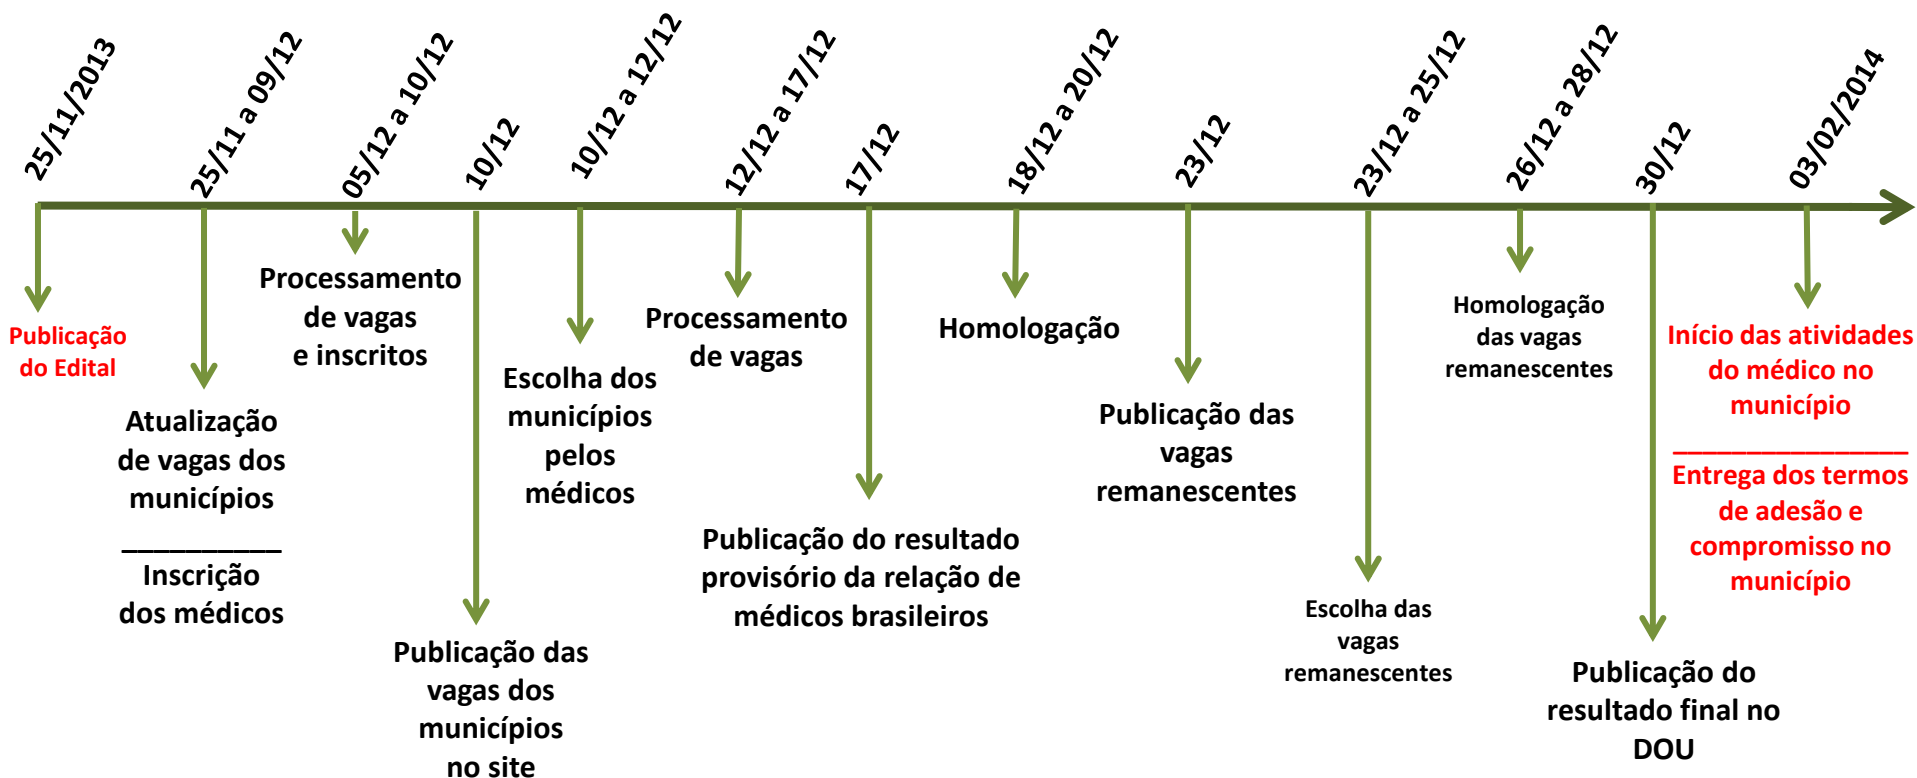 25/11/2013
25/11 a 09/12
05/12 a 10/12
10/12
10/12 a 12/12
12/12 a 17/12
17/12
18/12 a 20/12
23/12
23/12 a 25/12
26/12 a 28/12
30/12
03/02/2014
Publicação
do Edital
Atualização
de vagas dos
municípios
__________
Inscrição
dos médicos
Processamento
de vagas
e inscritos
Publicação das
vagas dos
municípios
no site
Escolha dos
municípios
pelos
médicos
Processamento
de vagas
Publicação do resultado
provisório da relação de
médicos brasileiros
Homologação
Publicação das
vagas
remanescentes
Escolha das
vagas
remanescentes
Homologação
das vagas
remanescentes
Publicação do
resultado final no
DOU
Início das atividades
do médico no
município
________________
Entrega dos termos
de adesão e
compromisso no
município